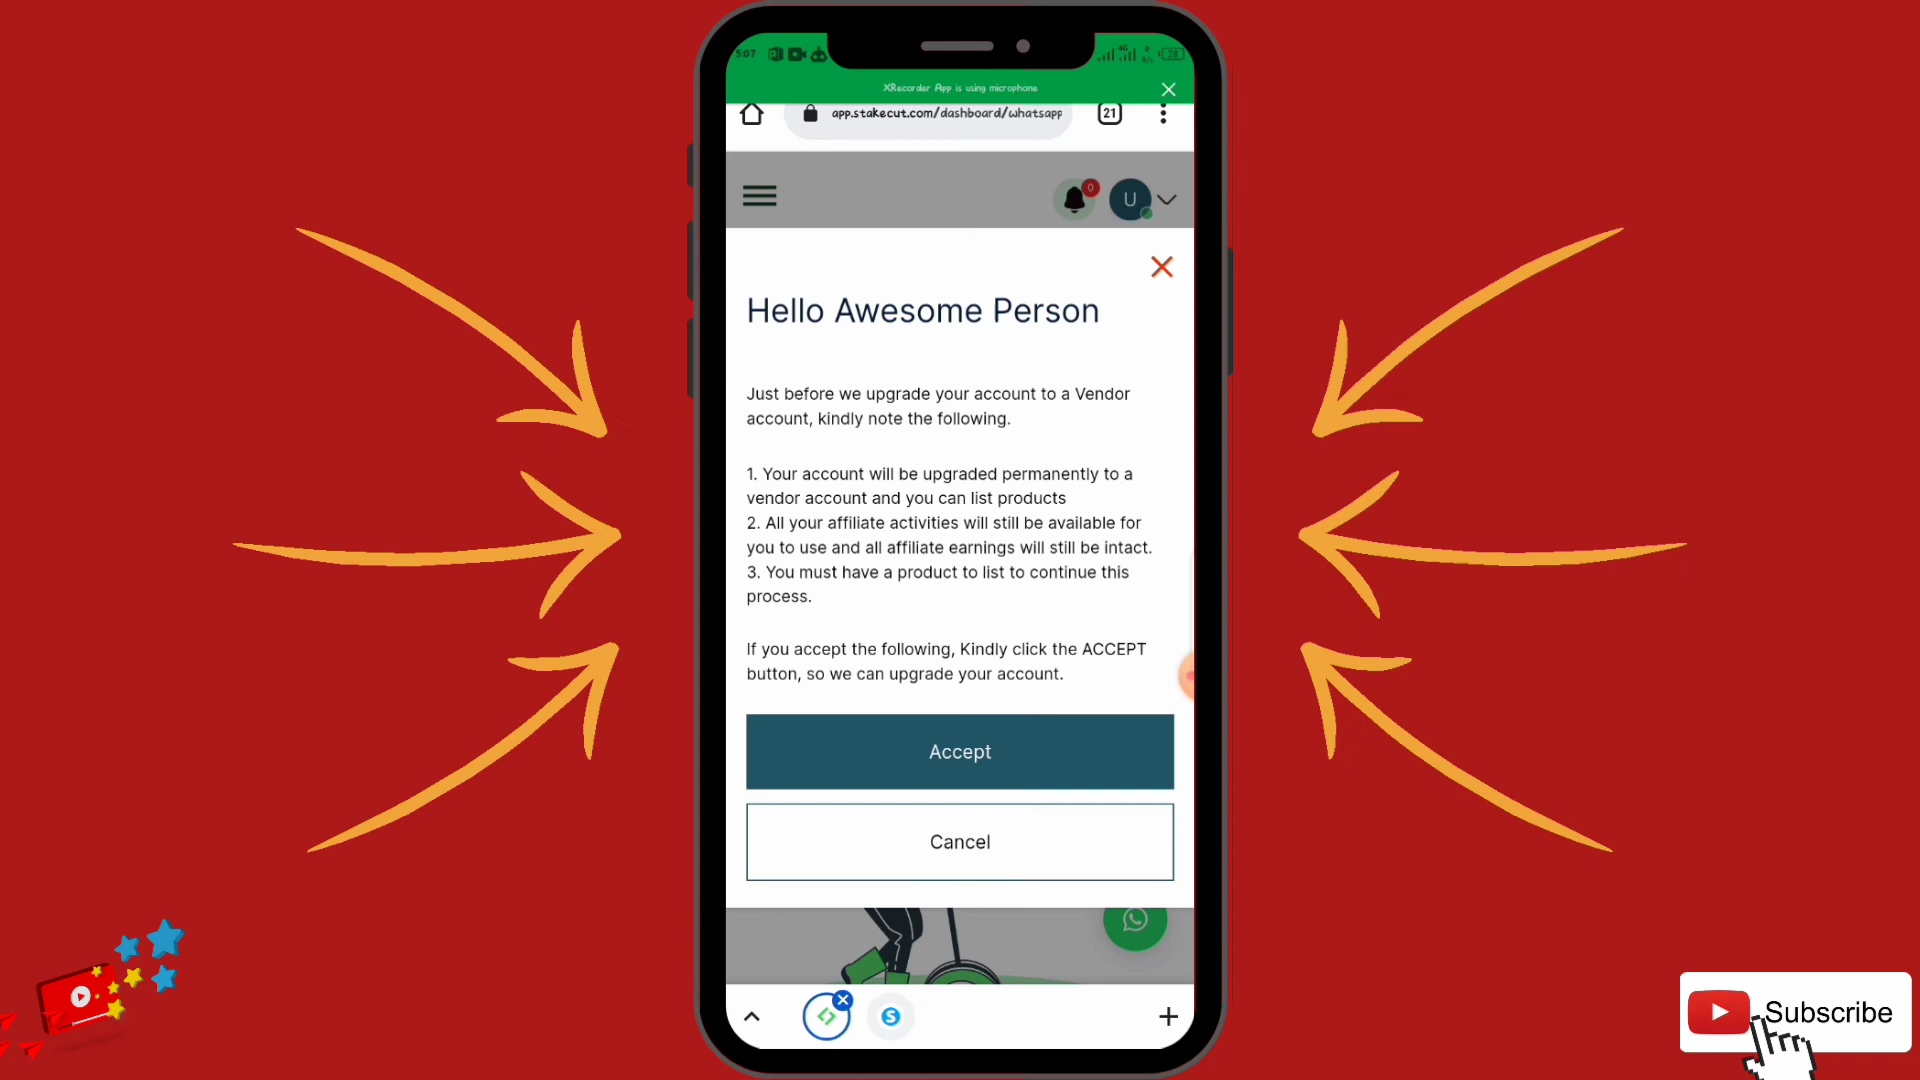 5:07
4G
28
XRecorder App is using microphone
app.stakecut.com/dashboard/whatsapp
21
0
U
Hello Awesome Person
Just before we upgrade your account to a Vendor
account, kindly note the following.
1. Your account will be upgraded permanently to a
vendor account and you can list products
2. All your affiliate activities will still be available for
you to use and all affiliate earnings will still be intact.
3. You must have a product to list to continue this
process.
If you accept the following, Kindly click the ACCEPT
button, so we can upgrade your account.
Accept
Cancel
S
Subscribe